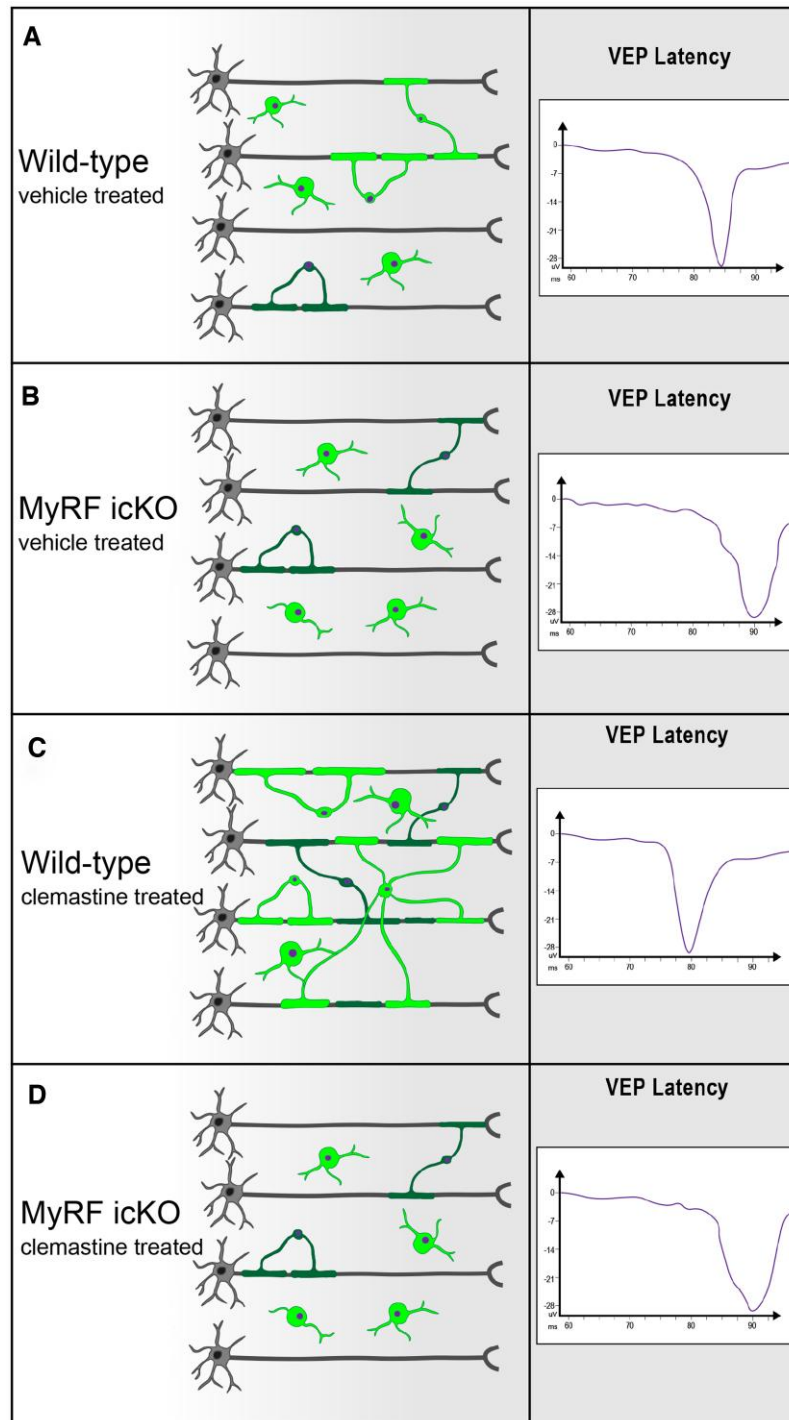 A
Wild-type
vehicle treated
VEP Latency
0
-7
-14
-21
-28
uV
ms
60 70 80 90
B
MyRF icKO
vehicle treated
VEP Latency
0
-7
-14
-21
-28
uV
ms
60 70 80 90
C
Wild-type
clemastine treated
VEP Latency
0
-7
-14
-21
-28
uV
ms
60 70 80 90
D
MyRF icKO
clemastine treated
VEP Latency
0
-7
-14
-21
-28
uV
ms
60 70 80 90